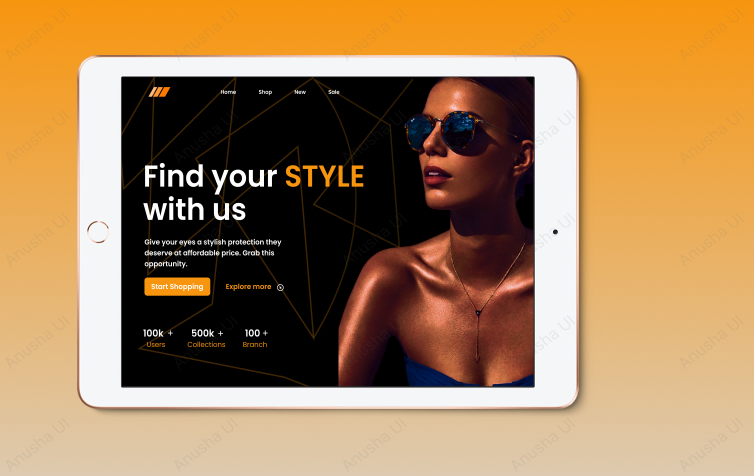 Home Shop New Sale
Find your STYLE
with us
Give your eyes a stylish protection they
deserve at affordable price. Grab this
opportunity.
Start Shopping Explore more
100k + 500k + 100 +
Users Collections Branch
Anusha UI